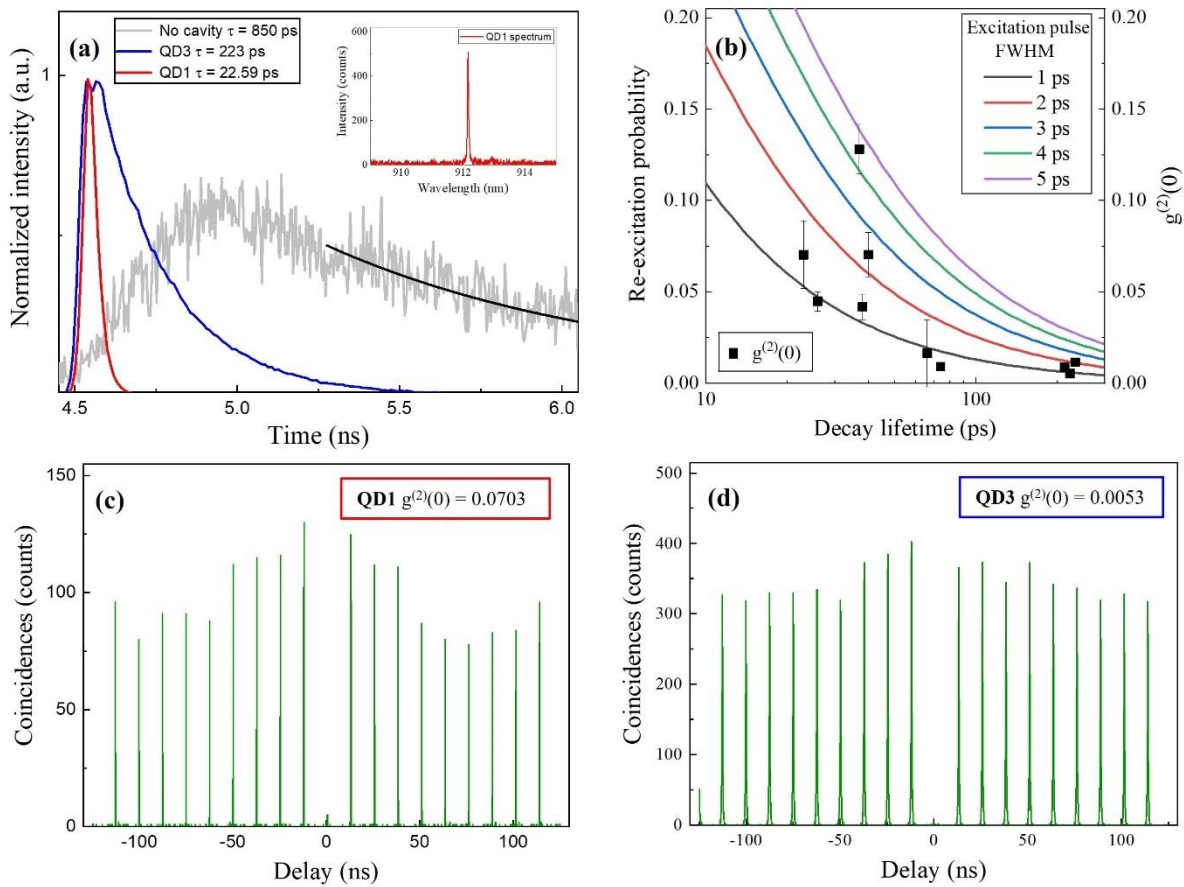 (a)
No cavity τ = 850 ps
QD3 τ = 223 ps
QD1 τ = 22.59 ps
Normalized intensity (a.u.)
1
4.5 5.0 5.5 6.0
Time (ns)
QD1 spectrum
Intensity (counts)
600
400
200
0
910 912 914
Wavelength (nm)
(b)
Excitation pulse
FWHM
1 ps
2 ps
3 ps
4 ps
5 ps
g⁽²⁾(0)
Re-excitation probability
0.20
0.15
0.10
0.05
0.00
10 100
Decay lifetime (ps)
0.20
0.15
0.10
0.05
0.00
g⁽²⁾(0)
(c)
QD1 g⁽²⁾(0) = 0.0703
Coincidences (counts)
150
100
50
0
-100 -50 0 50 100
Delay (ns)
(d)
QD3 g⁽²⁾(0) = 0.0053
Coincidences (counts)
500
400
300
200
100
0
-100 -50 0 50 100
Delay (ns)